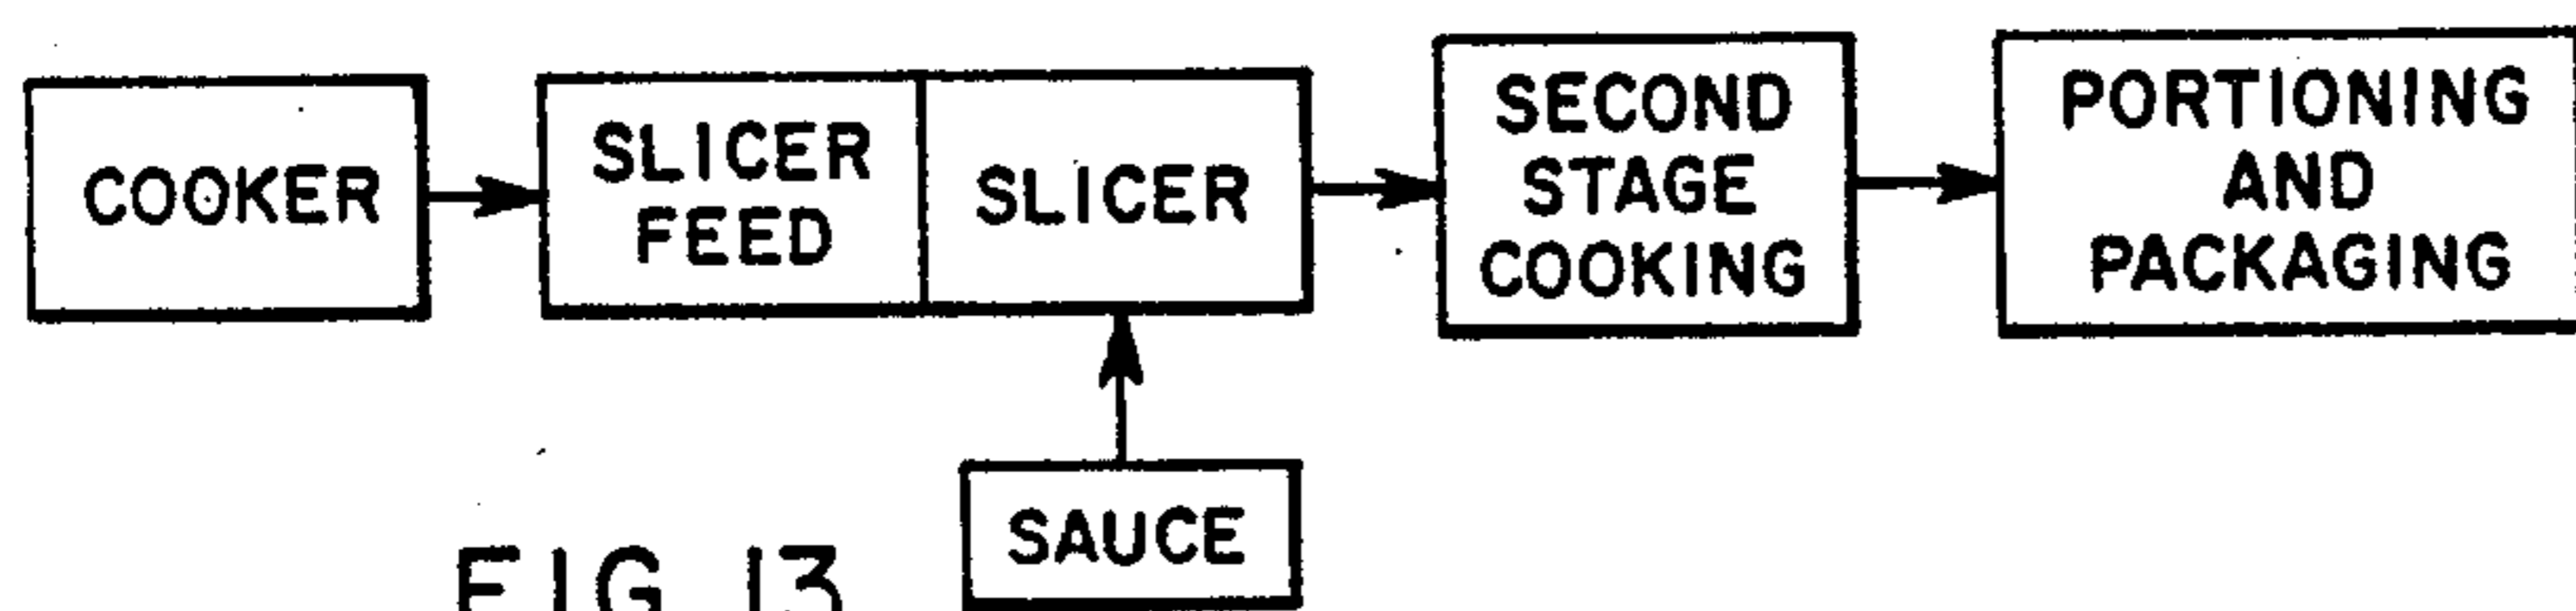 COOKER
SLICER
FEED
SLICER
SECOND
STAGE
COOKING
PORTIONING
AND
PACKAGING
SAUCE
FIG 13